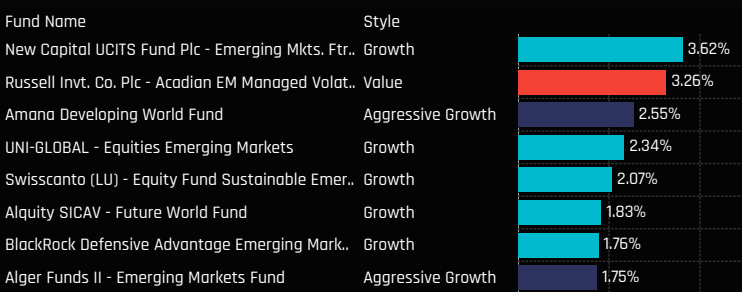 Fund Name Style
New Capital UCITS Fund Plc - Emerging Mkts. Ftr.. Growth 3.62%
Russell Invt. Co. Plc - Acadian EM Managed Volat.. Value 3.26%
Amana Developing World Fund Aggressive Growth 2.55%
UNI-GLOBAL - Equities Emerging Markets Growth 2.34%
Swisscanto (LU) - Equity Fund Sustainable Emer.. Growth 2.07%
Alquity SICAV - Future World Fund Growth 1.83%
BlackRock Defensive Advantage Emerging Mark.. Growth 1.76%
Alger Funds II - Emerging Markets Fund Aggressive Growth 1.75%